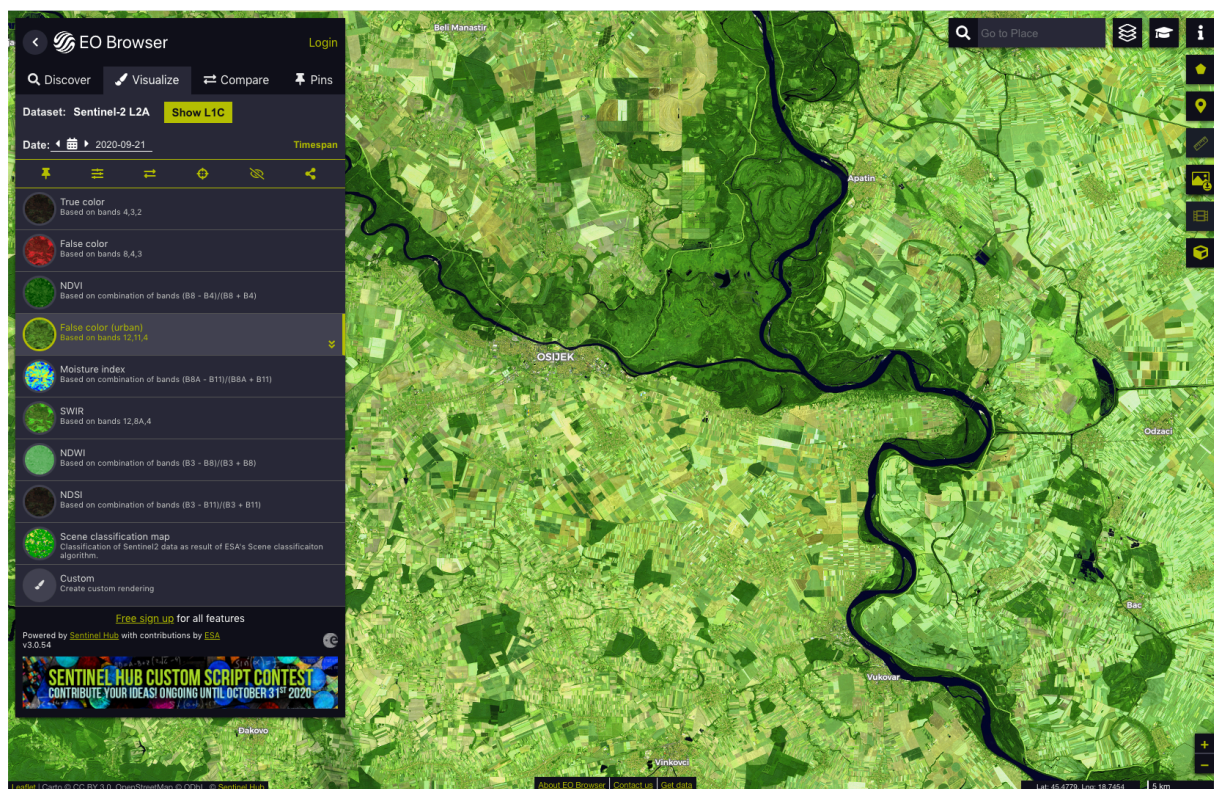 EO Browser
Login
Discover
Visualize
Compare
Pins
Dataset: Sentinel-2 L2A
Show L1C
Date: 2020-09-21
Timespan
True color
Based on bands 4,3,2
False color
Based on bands 8,4,3
NDVI
Based on combination of bands (B8 - B4)/(B8 + B4)
False color (urban)
Based on bands 12,11,4
Moisture index
Based on combination of bands (B8A - B11)/(B8A + B11)
SWIR
Based on bands 12,8A,4
NDWI
Based on combination of bands (B3 - B8)/(B3 + B8)
NDSI
Based on combination of bands (B3 - B11)/(B3 + B11)
Scene classification map
Classification of Sentinel2 data as result of ESA's Scene classificaiton
algorithm.
Custom
Create custom rendering
Free sign up for all features
Powered by Sentinel Hub with contributions by ESA
v3.0.54
SENTINEL HUB CUSTOM SCRIPT CONTEST
CONTRIBUTE YOUR IDEAS! ONGOING UNTIL OCTOBER 31ST 2020
Go to Place
Beli Manastir
Apatin
OSIJEK
Odzaci
Bac
Vukovar
Đakovo
Vinkovci
Leaflet | Carto © CC BY 3.0, OpenStreetMap © ODbL, © Sentinel Hub
About EO Browser | Contact us | Get data
Lat: 45.4779, Lng: 18.7454
5 km